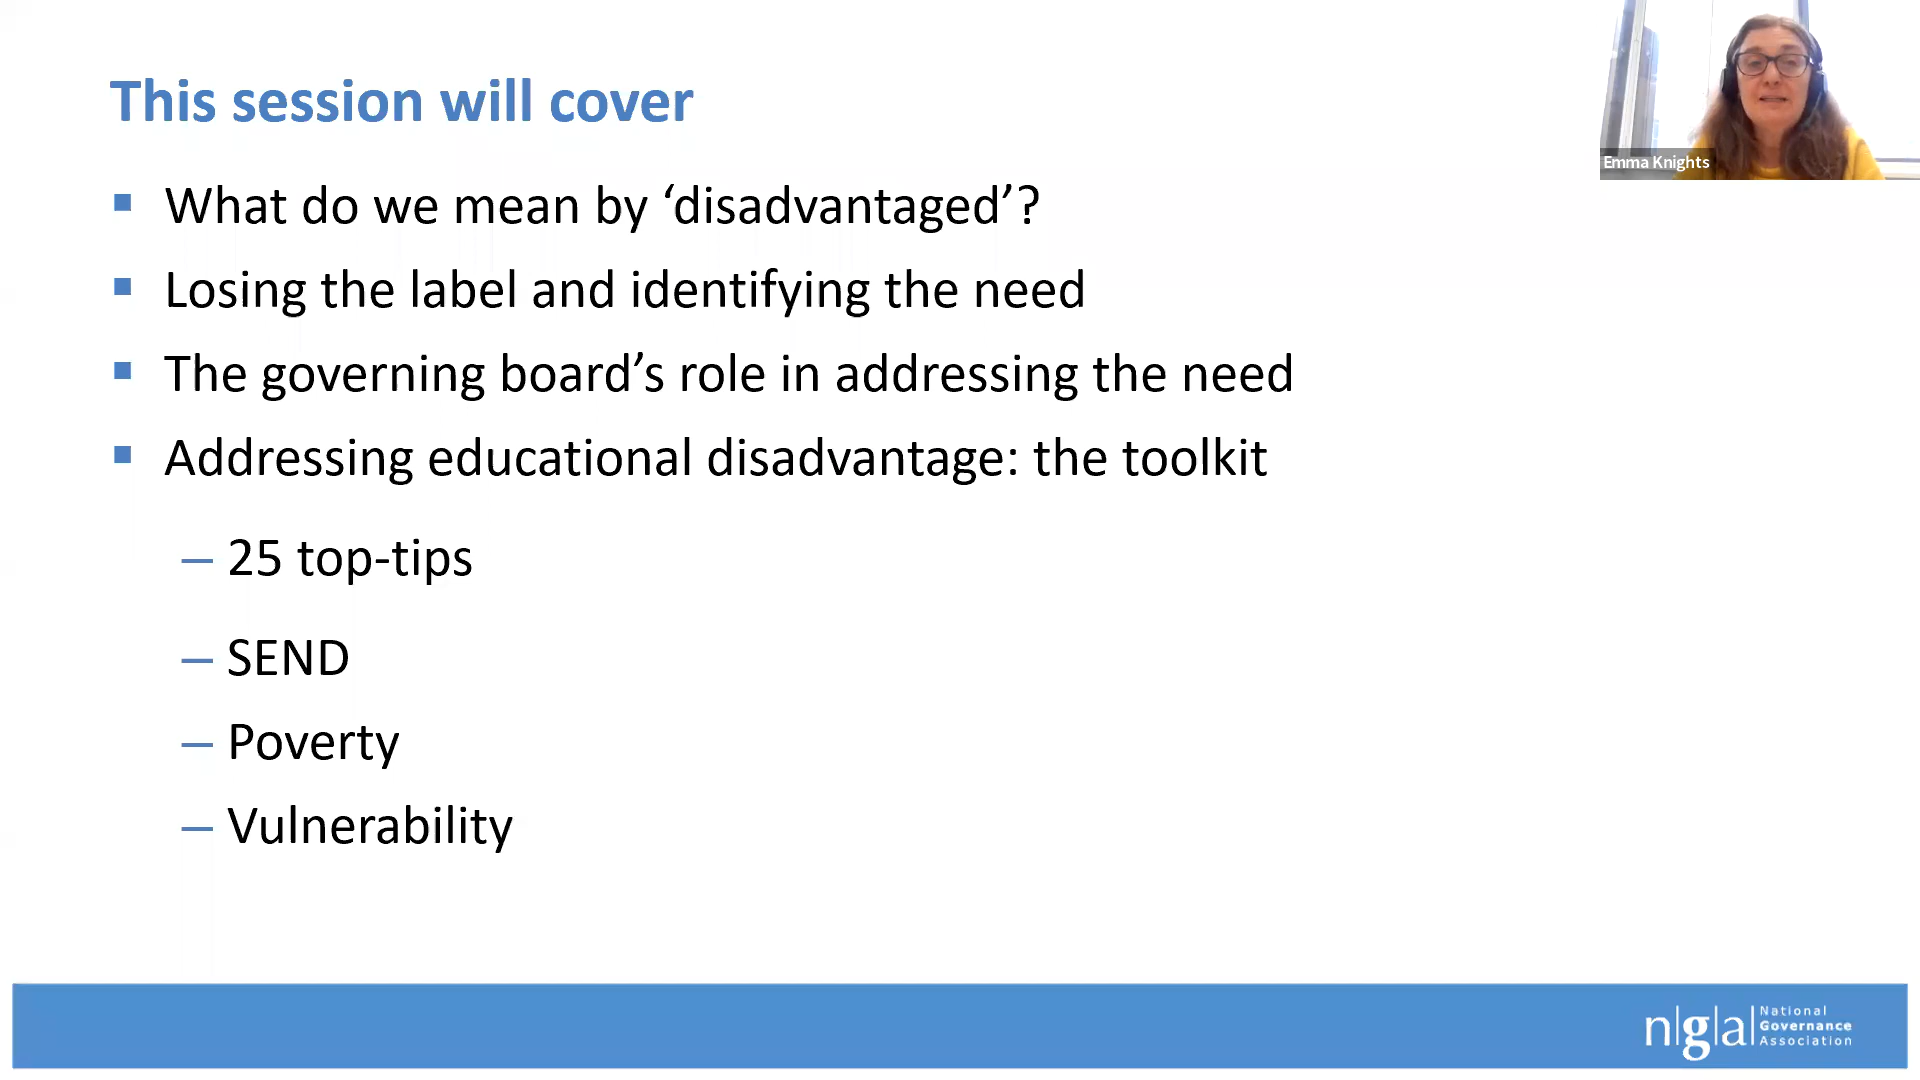 This session will cover
What do we mean by ‘disadvantaged’?
Losing the label and identifying the need
The governing board’s role in addressing the need
Addressing educational disadvantage: the toolkit
– 25 top-tips
– SEND
– Poverty
– Vulnerability
Emma Knights
n|g|a|
National
Governance
Association